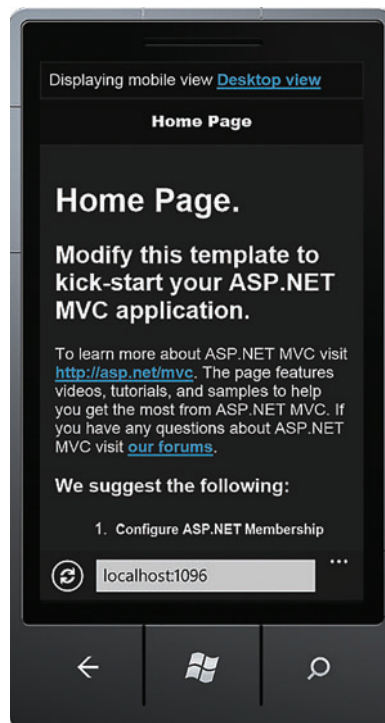 Displaying mobile view Desktop view
Home Page
Home Page.
Modify this template to
kick-start your ASP.NET
MVC application.
To learn more about ASP.NET MVC visit
http://asp.net/mvc. The page features
videos, tutorials, and samples to help
you get the most from ASP.NET MVC. If
you have any questions about ASP.NET
MVC visit our forums.
We suggest the following:
1. Configure ASP.NET Membership
localhost:1096